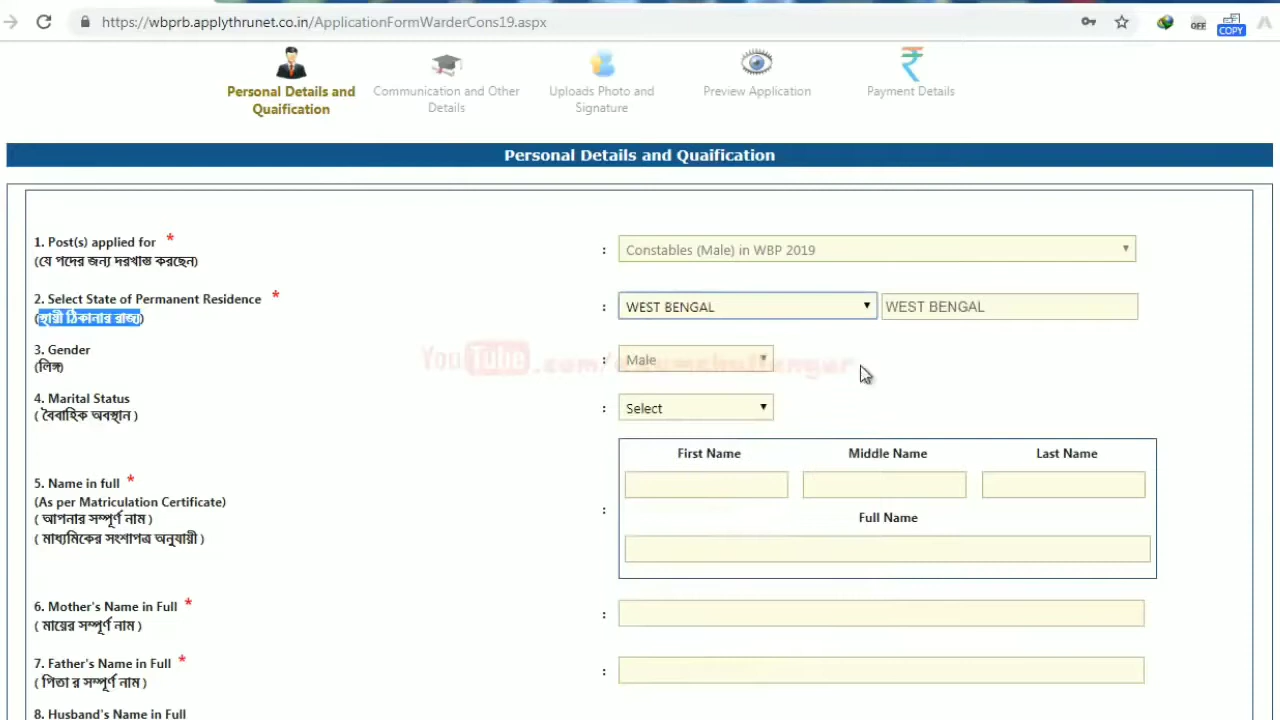 https://wbprb.applythrunet.co.in/ApplicationFormWarderCons19.aspx
OFF
COPY
Personal Details and Quaification
Communication and Other Details
Uploads Photo and Signature
Preview Application
Payment Details
Personal Details and Quaification
1. Post(s) applied for *
(যে পদের জন্য দরখাস্ত করছেন)
:
Constables (Male) in WBP 2019
2. Select State of Permanent Residence *
(স্থায়ী ঠিকানার রাজ্য)
:
WEST BENGAL
WEST BENGAL
3. Gender
(লিঙ্গ)
:
Male
YouTube.com/
4. Marital Status
( বৈবাহিক অবস্থান )
:
Select
5. Name in full *
(As per Matriculation Certificate)
( আপনার সম্পূর্ণ নাম )
( মাধ্যমিকের সংশাপত্র অনুযায়ী )
:
First Name Middle Name Last Name
Full Name
6. Mother's Name in Full *
( মায়ের সম্পূর্ণ নাম )
:
7. Father's Name in Full *
( পিতা র সম্পূর্ণ নাম )
:
8. Husband's Name in Full